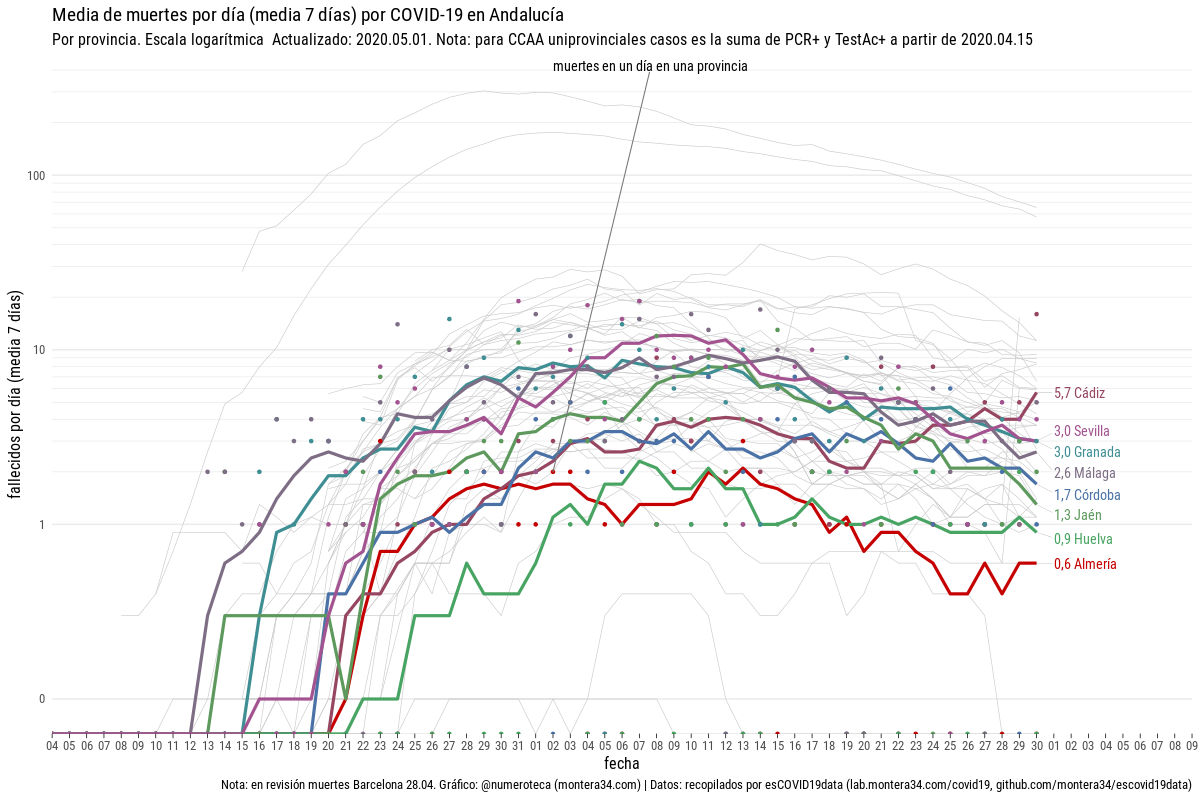 Media de muertes por día (media 7 días) por COVID-19 en Andalucía
Por provincia. Escala logarítmica  Actualizado: 2020.05.01. Nota: para CCAA uniprovinciales casos es la suma de PCR+ y TestAc+ a partir de 2020.04.15
muertes en un día en una provincia
fallecidos por día (media  7 días)
100
10
1
0
5,7 Cádiz
3,0 Sevilla
3,0 Granada
2,6 Málaga
1,7 Córdoba
1,3 Jaén
0,9 Huelva
0,6 Almería
04 05 06 07 08 09 10 11 12 13 14 15 16 17 18 19 20 21 22 23 24 25 26 27 28 29 30 31 01 02 03 04 05 06 07 08 09 10 11 12 13 14 15 16 17 18 19 20 21 22 23 24 25 26 27 28 29 30 01 02 03 04 05 06 07 08 09
fecha
Nota: en revisión muertes Barcelona 28.04. Gráfico: @numeroteca (montera34.com) | Datos: recopilados por esCOVID19data (lab.montera34.com/covid19, github.com/montera34/escovid19data)